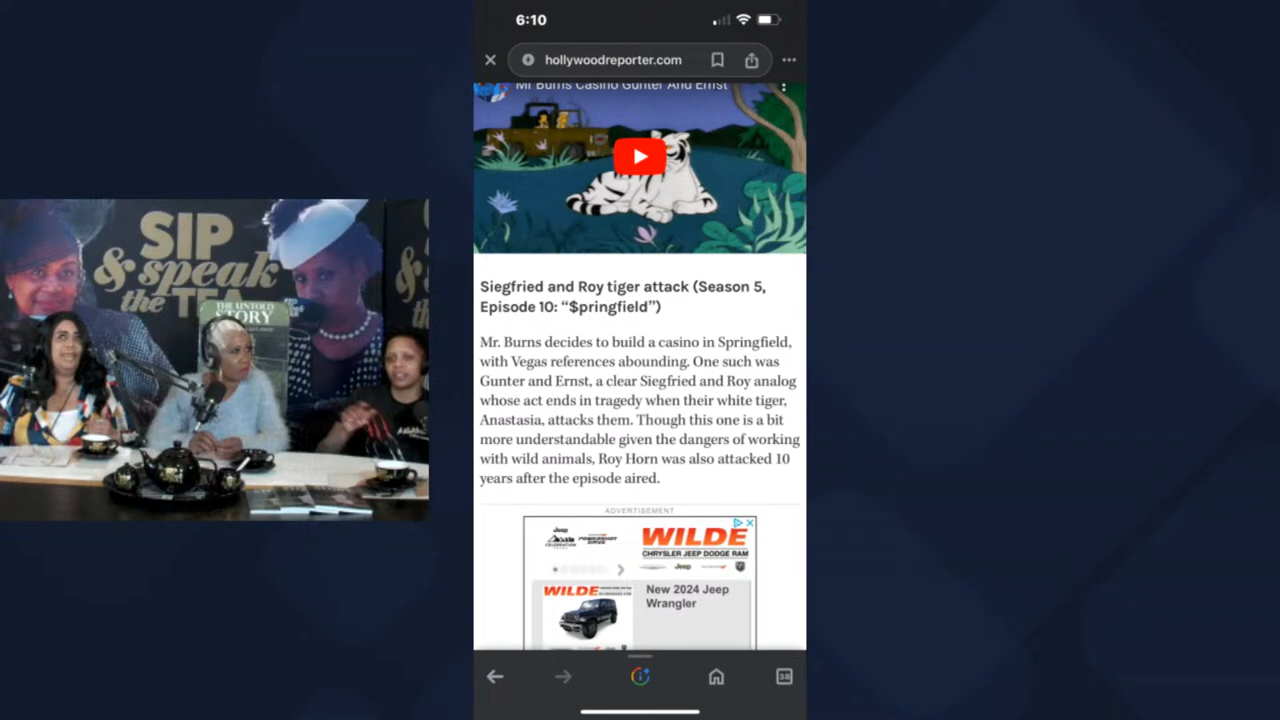 6:10
hollywoodreporter.com
Mr Burns Casino Gunter And Ernst
SIP
& speak
the TEA
THE UNTOLD
STORY
Siegfried and Roy tiger attack (Season 5,
Episode 10: “$pringfield”)
Mr. Burns decides to build a casino in Springfield,
with Vegas references abounding. One such was
Gunter and Ernst, a clear Siegfried and Roy analog
whose act ends in tragedy when their white tiger,
Anastasia, attacks them. Though this one is a bit
more understandable given the dangers of working
with wild animals, Roy Horn was also attacked 10
years after the episode aired.
ADVERTISEMENT
Jeep
CELEBRATION
WILDE
CHRYSLER JEEP DODGE RAM
Jeep
WILDE
New 2024 Jeep
Wrangler
38